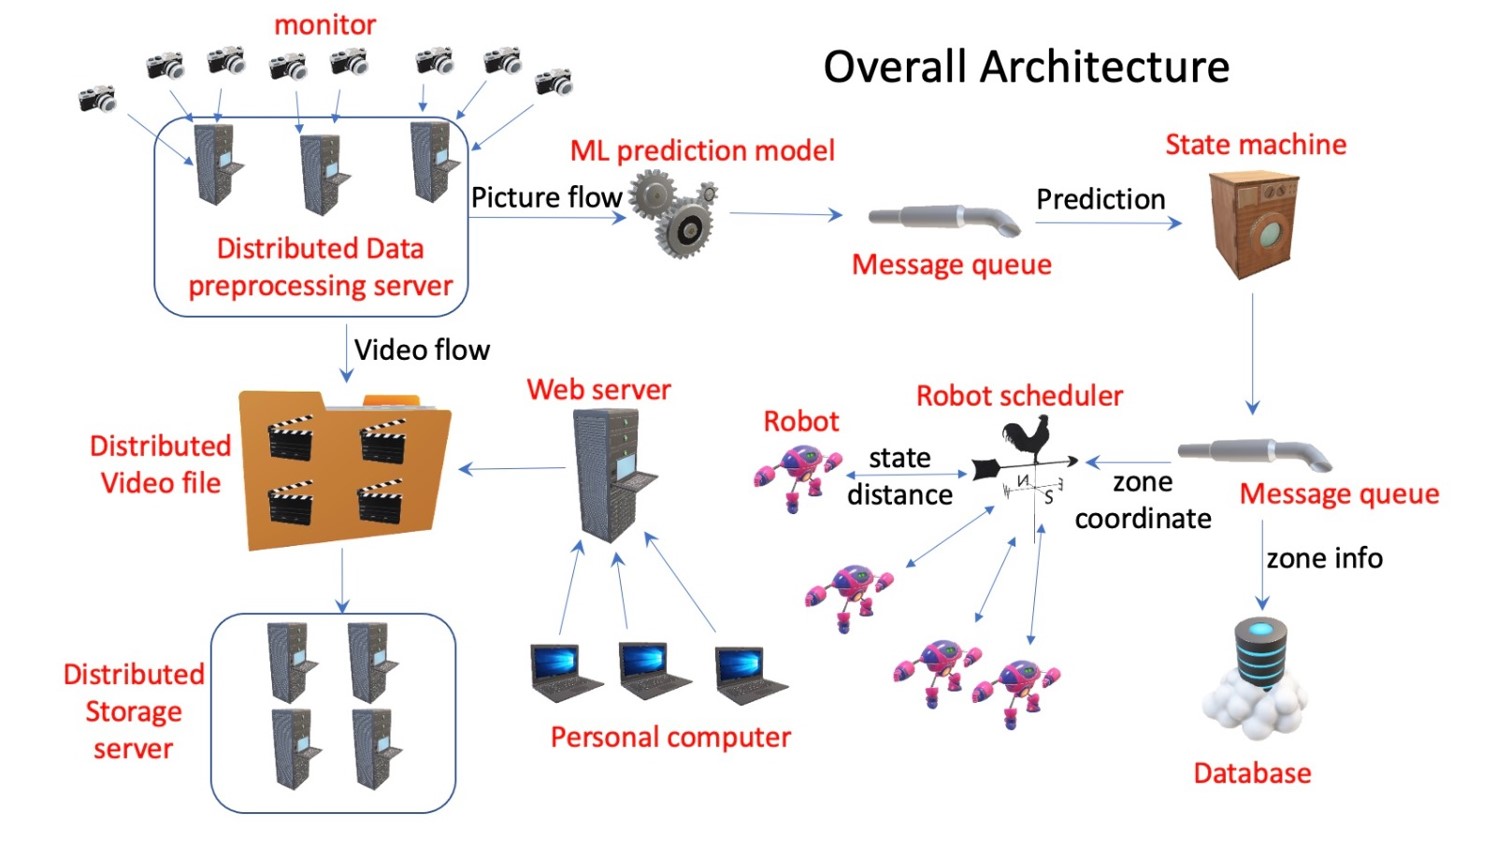 monitor
Overall Architecture
ML prediction model
State machine
Picture flow
Prediction
Distributed Data
preprocessing server
Message queue
Video flow
Web server
Robot scheduler
Robot
Distributed
Video file
state
distance
zone
coordinate
Message queue
zone info
Distributed
Storage
server
Personal computer
Database